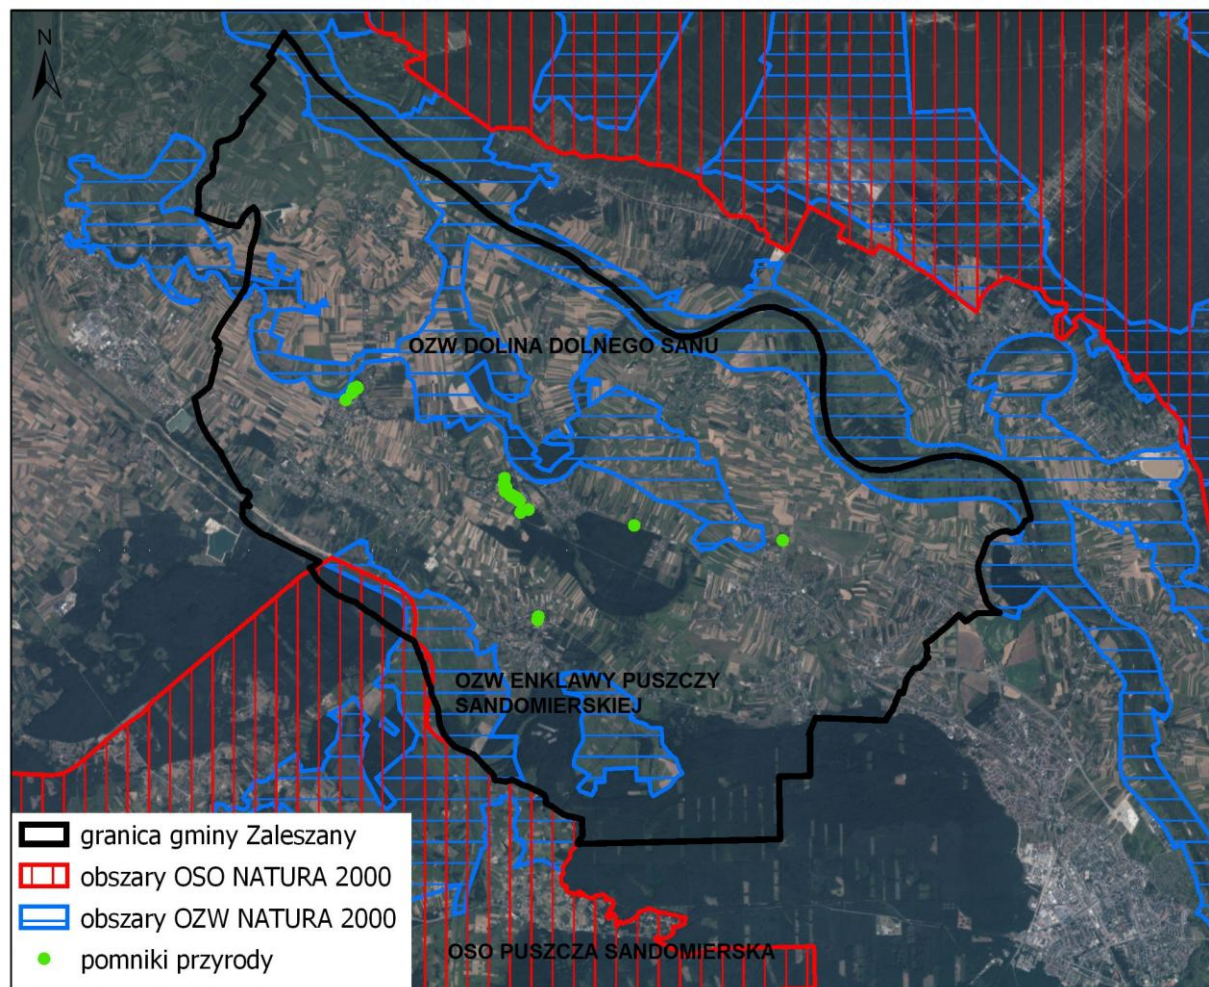 N
OZW DOLINA DOLNEGO SANU
OZW ENKLAWY PUSZCZY
SANDOMIERSKIEJ
granica gminy Zaleszany
obszary OSO NATURA 2000
obszary OZW NATURA 2000
pomniki przyrody
OSO PUSZCZA SANDOMIERSKA